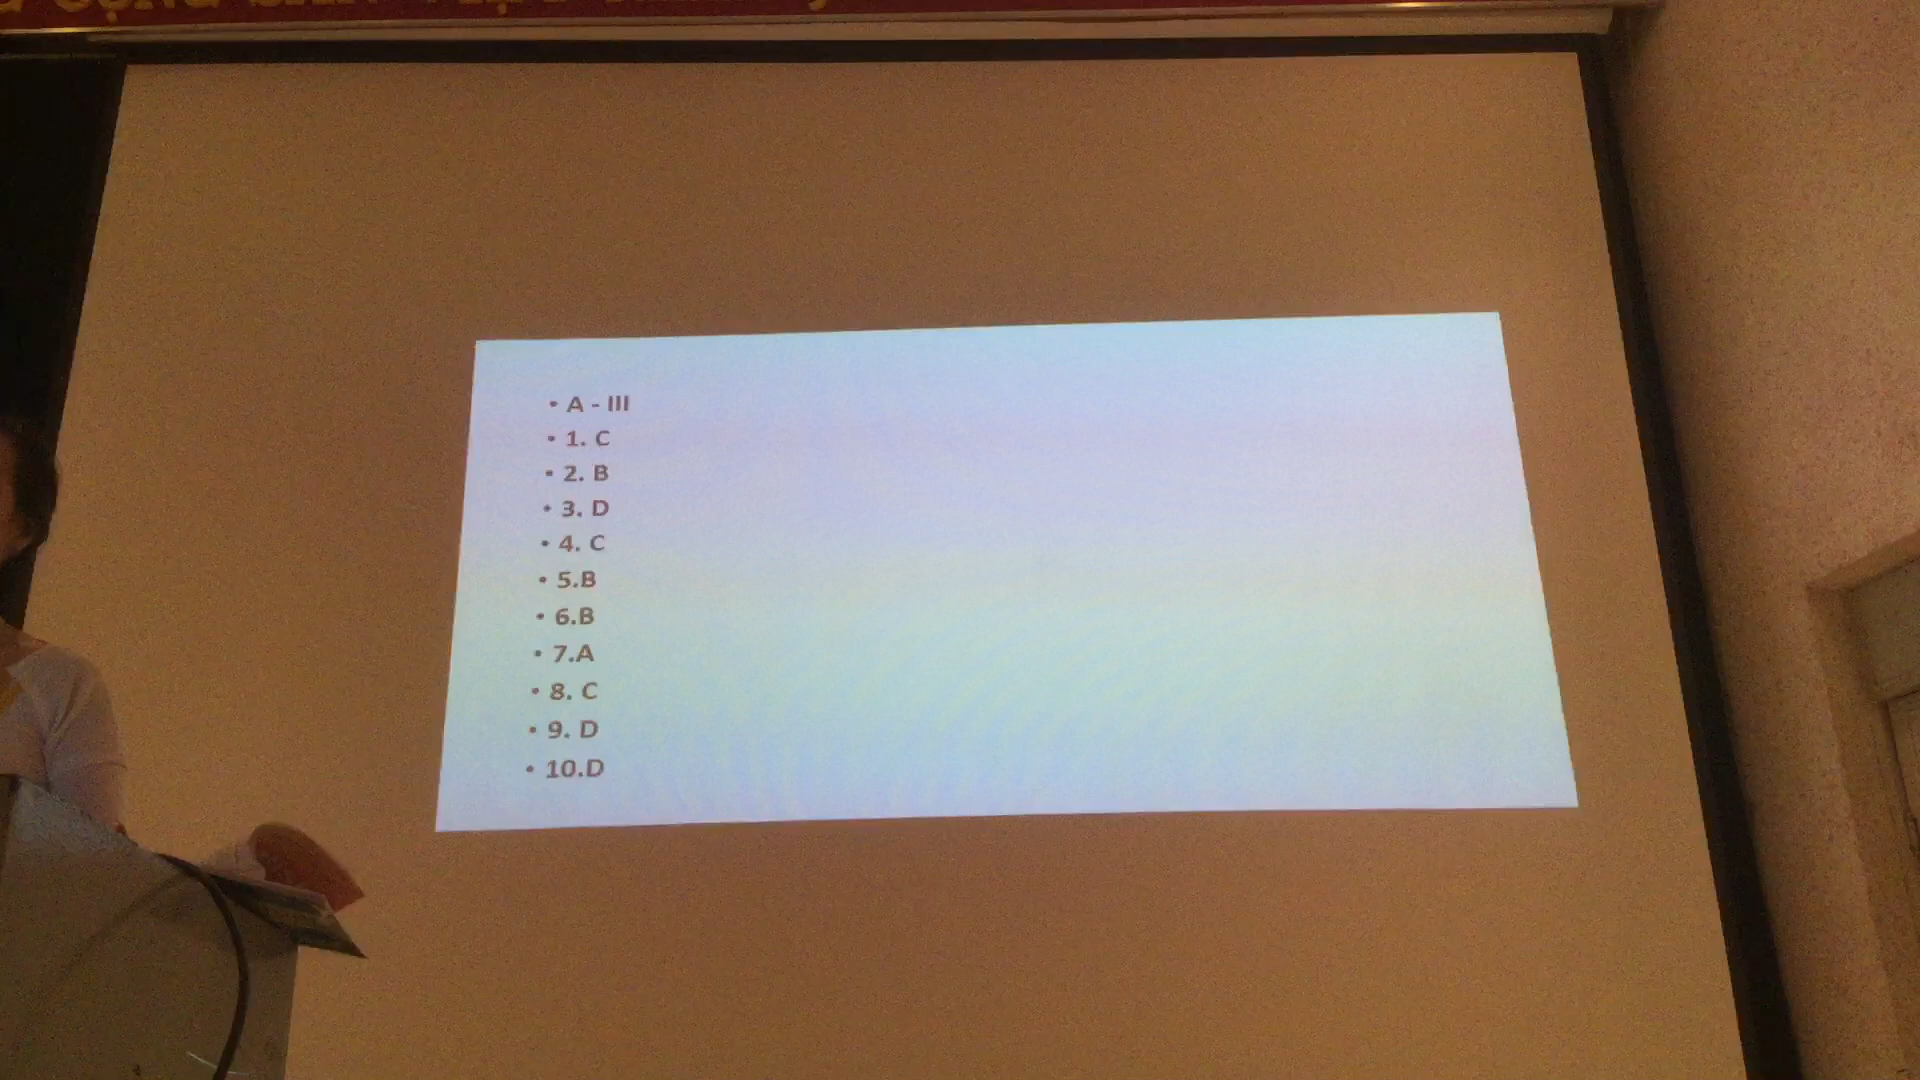 • A - III
• 1. C
• 2. B
• 3. D
• 4. C
• 5.B
• 6.B
• 7.A
• 8. C
• 9. D
• 10.D